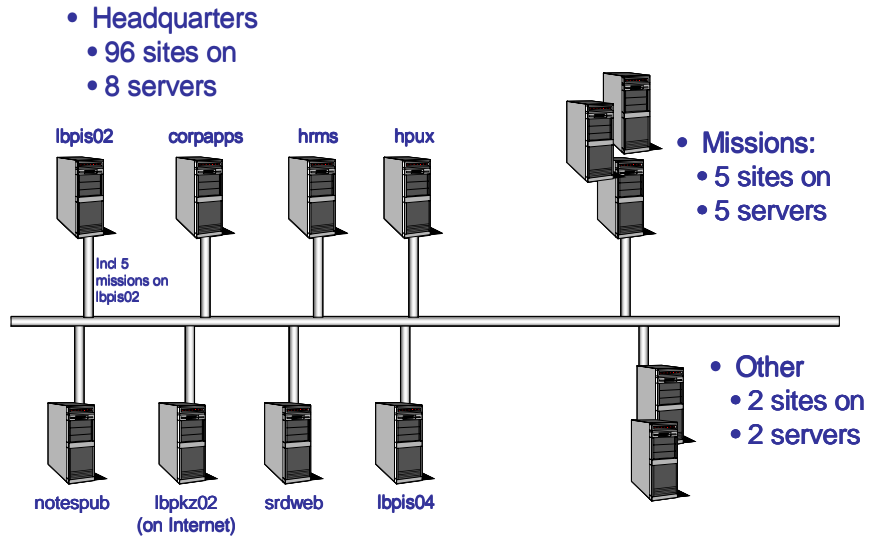 • Headquarters
• 96 sites on
• 8 servers
lbpis02
corpapps
hrms
hpux
• Missions:
• 5 sites on
• 5 servers
Incl 5
missions on
lbpis02
• Other
• 2 sites on
• 2 servers
notespub
lbpkz02
(on Internet)
srdweb
lbpis04